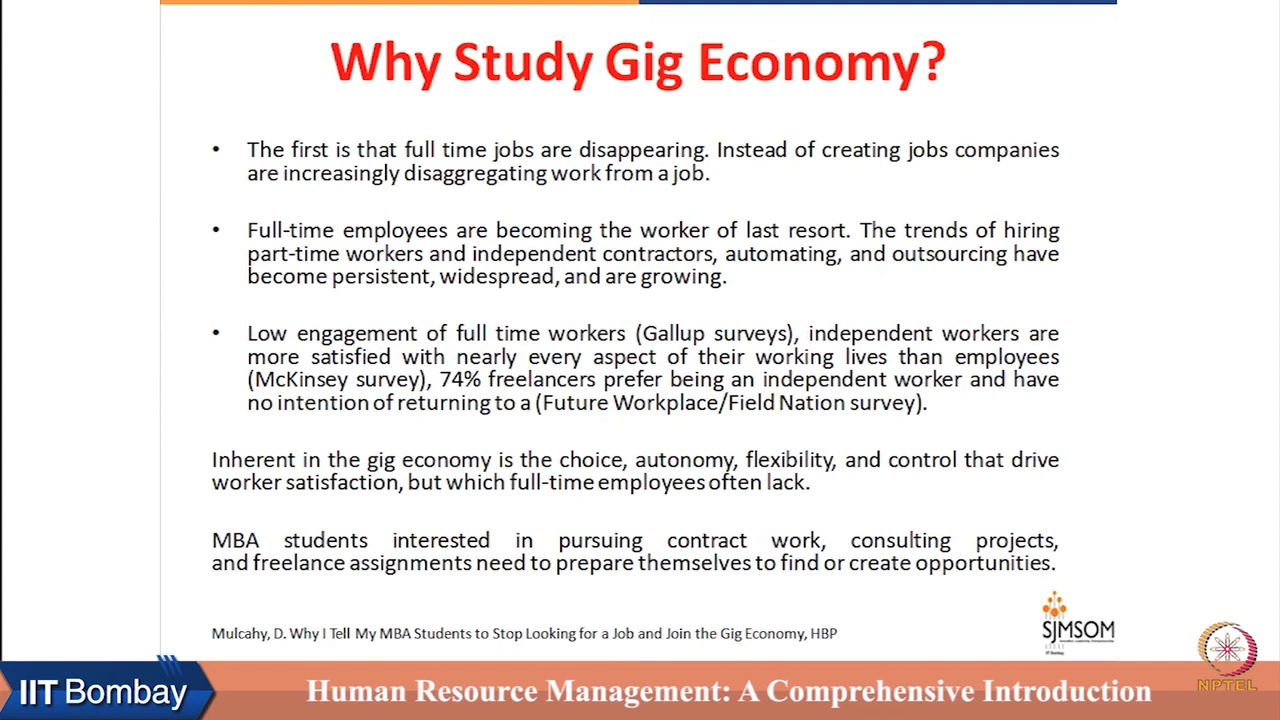 Why Study Gig Economy?
• The first is that full time jobs are disappearing. Instead of creating jobs companies
are increasingly disaggregating work from a job.
• Full-time employees are becoming the worker of last resort. The trends of hiring
part-time workers and independent contractors, automating, and outsourcing have
become persistent, widespread, and are growing.
• Low engagement of full time workers (Gallup surveys), independent workers are
more satisfied with nearly every aspect of their working lives than employees
(McKinsey survey), 74% freelancers prefer being an independent worker and have
no intention of returning to a (Future Workplace/Field Nation survey).
Inherent in the gig economy is the choice, autonomy, flexibility, and control that drive
worker satisfaction, but which full-time employees often lack.
MBA students interested in pursuing contract work, consulting projects,
and freelance assignments need to prepare themselves to find or create opportunities.
Mulcahy, D. Why I Tell My MBA Students to Stop Looking for a Job and Join the Gig Economy, HBP
SJMSOM
IIT Bombay
NPTEL
IIT Bombay
Human Resource Management: A Comprehensive Introduction